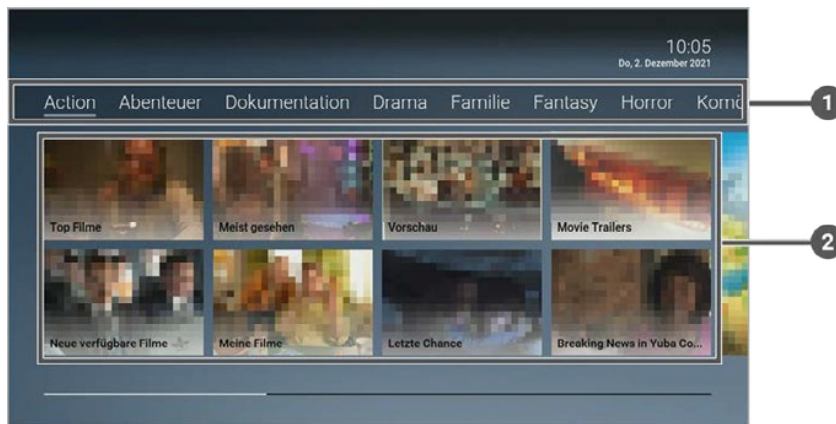 10:05
Do, 2. Dezember 2021
Action Abenteuer Dokumentation Drama Familie Fantasy Horror Komö
1
Top Filme Meist gesehen Vorschau Movie Trailers
2
Neue verfügbare Filme Meine Filme Letzte Chance Breaking News in Yuba Co...